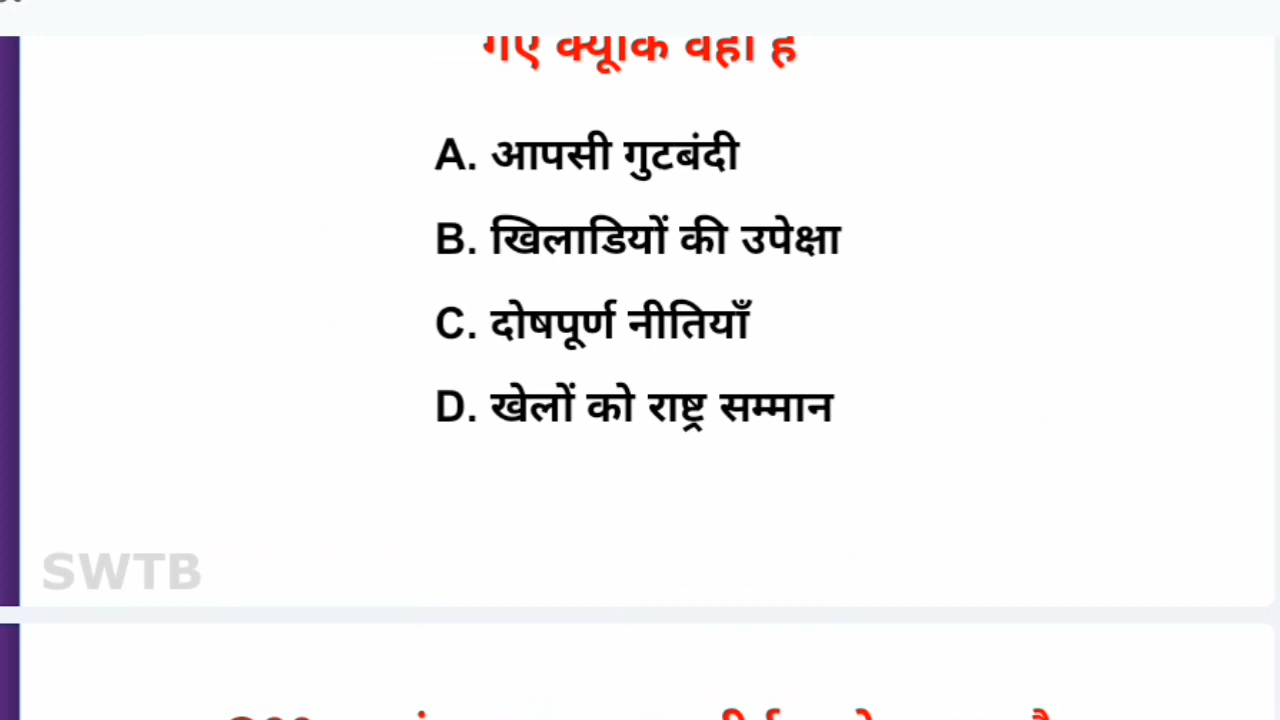 गए क्यूंकि वहाँ है
A. आपसी गुटबंदी
B. खिलाडियों की उपेक्षा
C. दोषपूर्ण नीतियाँ
D. खेलों को राष्ट्र सम्मान
SWTB